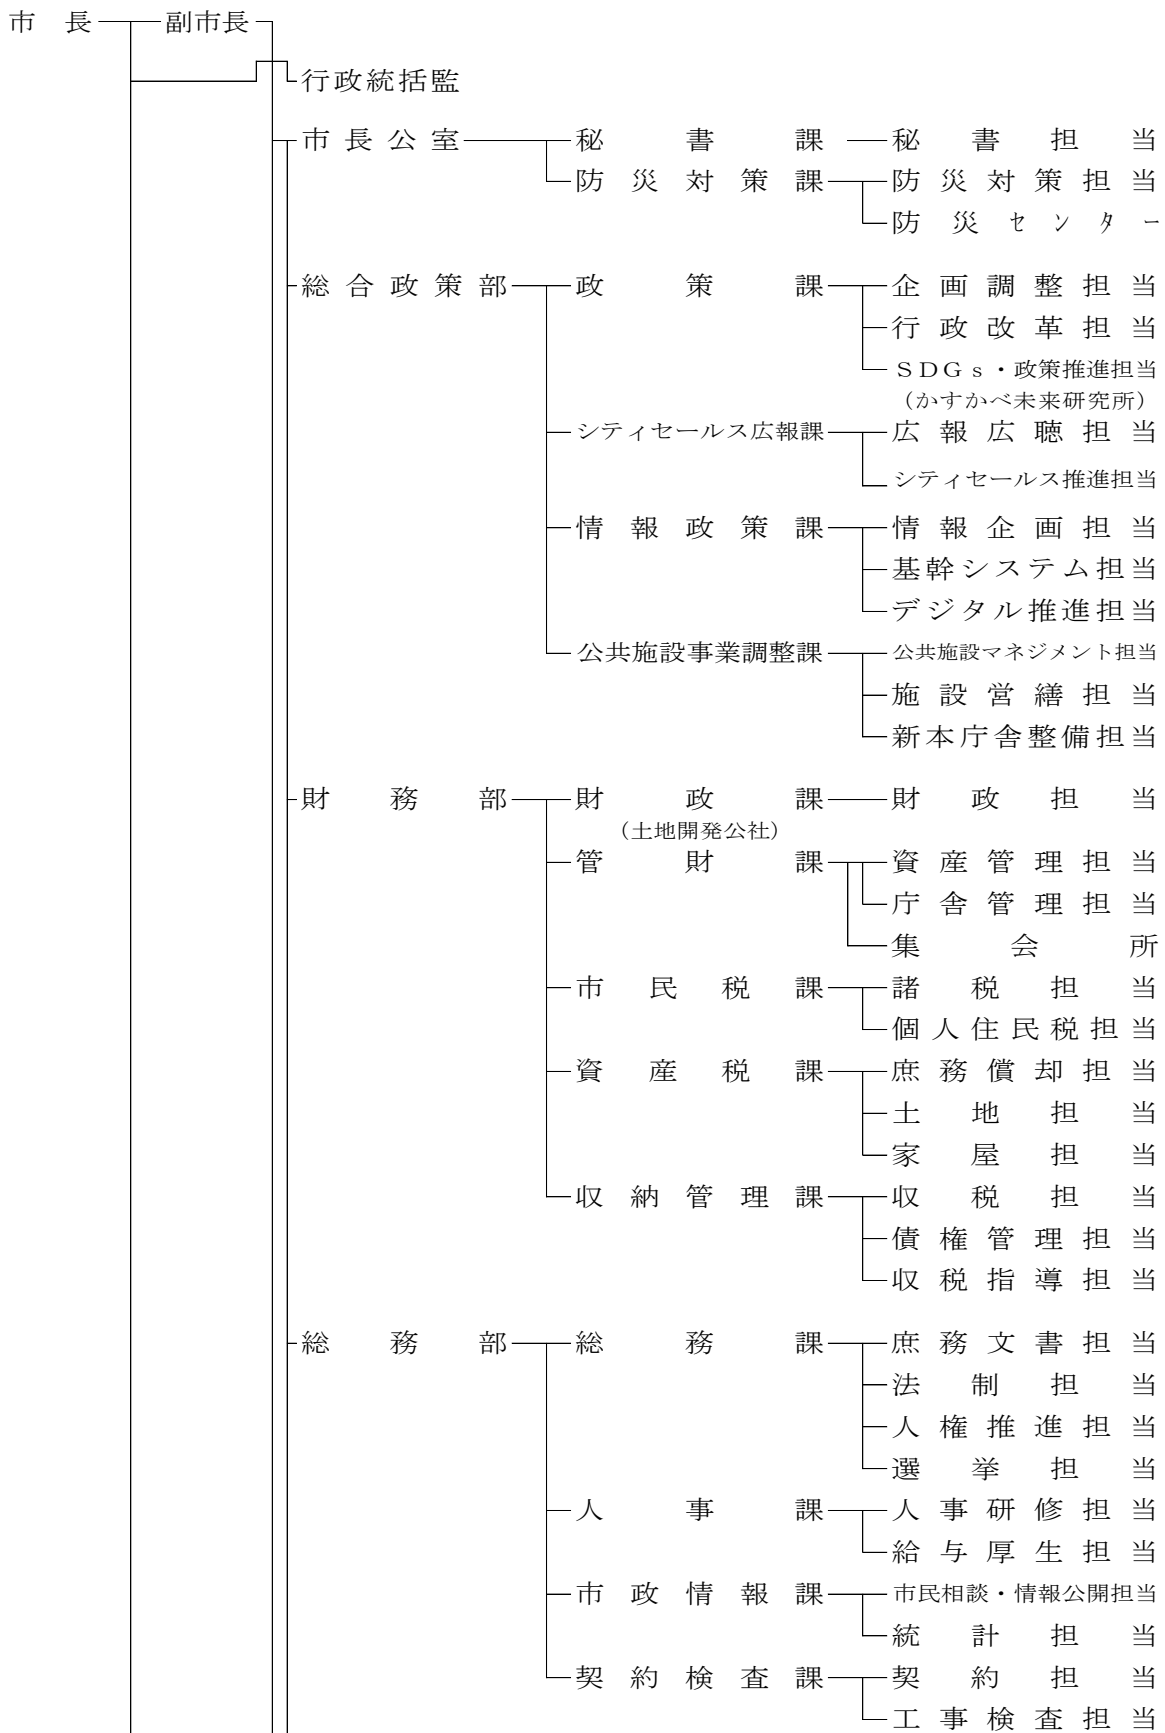 市長 副市長
行政統括監
市長公室 秘書課 秘書担当
防災対策課 防災対策担当
防災センター
総合政策部 政策課 企画調整担当
行政改革担当
SDGs・政策推進担当
(かすかべ未来研究所)
シティセールス広報課 広報広聴担当
シティセールス推進担当
情報政策課 情報企画担当
基幹システム担当
デジタル推進担当
公共施設事業調整課 公共施設マネジメント担当
施設営繕担当
新本庁舎整備担当
財務部 財政課 財政担当
(土地開発公社)
管財課 資産管理担当
庁舎管理担当
集会所
市民税課 諸税担当
個人住民税担当
資産税課 庶務償却担当
土地担当
家屋担当
収納管理課 収税担当
債権管理担当
収税指導担当
総務部 総務課 庶務文書担当
法制担当
人権推進担当
選挙担当
人事課 人事研修担当
給与厚生担当
市政情報課 市民相談・情報公開担当
統計担当
契約検査課 契約担当
工事検査担当